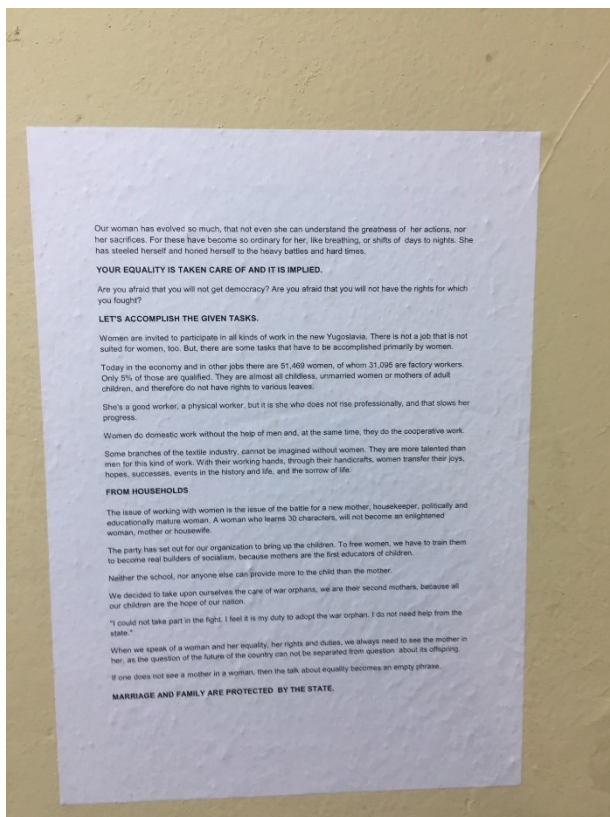 Our woman has evolved so much, that not even she can understand the greatness of her actions, nor
her sacrifices. For these have become so ordinary for her, like breathing, or shifts of days to nights. She
has steeled herself and honed herself to the heavy battles and hard times.
YOUR EQUALITY IS TAKEN CARE OF AND IT IS IMPLIED.
Are you afraid that you will not get democracy? Are you afraid that you will not have the rights for which
you fought?
LET'S ACCOMPLISH THE GIVEN TASKS.
Women are invited to participate in all kinds of work in the new Yugoslavia. There is not a job that is not
suited for women, too. But, there are some tasks that have to be accomplished primarily by women.
Today in the economy and in other jobs there are 51,469 women, of whom 31,095 are factory workers.
Only 5% of those are qualified. They are almost all childless, unmarried women or mothers of adult
children, and therefore do not have rights to various leaves.
She's a good worker, a physical worker, but it is she who does not rise professionally, and that slows her
progress.
Women do domestic work without the help of men and, at the same time, they do the cooperative work.
Some branches of the textile industry, cannot be imagined without women. They are more talented than
men for this kind of work. With their working hands, through their handicrafts, women transfer their joys,
hopes, successes, events in the history and life, and the sorrow of life.
FROM HOUSEHOLDS
The issue of working with women is the issue of the battle for a new mother, housekeeper, politically and
educationally mature woman. A woman who learns 30 characters, will not become an enlightened
woman, mother or housewife.
The party has set out for our organization to bring up the children. To free women, we have to train them
to become real builders of socialism, because mothers are the first educators of children.
Neither the school, nor anyone else can provide more to the child than the mother.
We decided to take upon ourselves the care of war orphans, we are their second mothers, because all
our children are the hope of our nation.
"I could not take part in the fight. I feel it is my duty to adopt the war orphan. I do not need help from the
state."
When we speak of a woman and her equality, her rights and duties, we always need to see the mother in
her, as the question of the future of the country can not be separated from question about its offspring.
If one does not see a mother in a woman, then the talk about equality becomes an empty phrase.
MARRIAGE AND FAMILY ARE PROTECTED BY THE STATE.